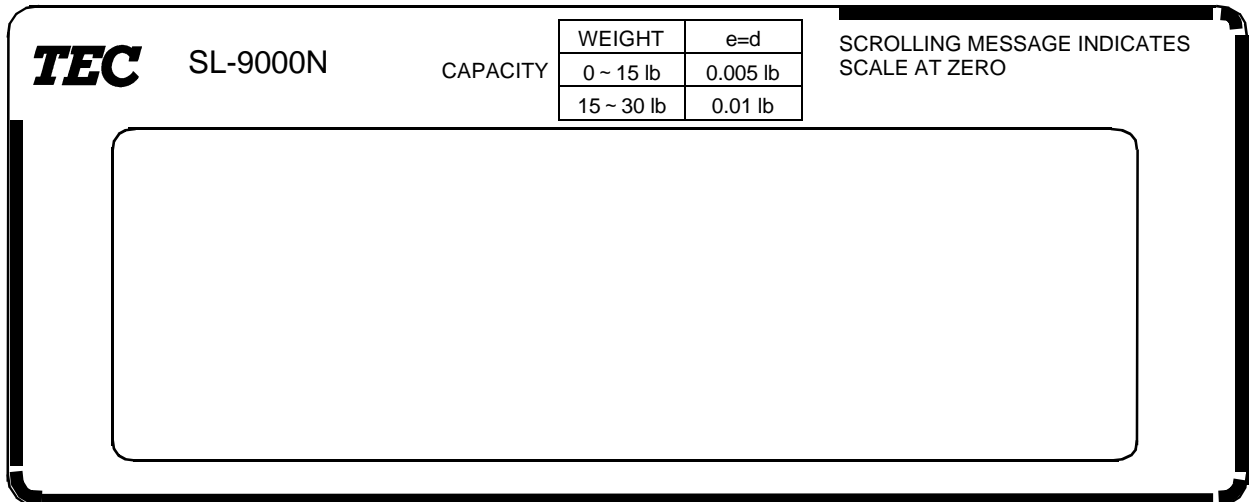 TEC
SL-9000N
CAPACITY
WEIGHT e=d
0 ~ 15 lb 0.005 lb
15 ~ 30 lb 0.01 lb
SCROLLING MESSAGE INDICATES
SCALE AT ZERO